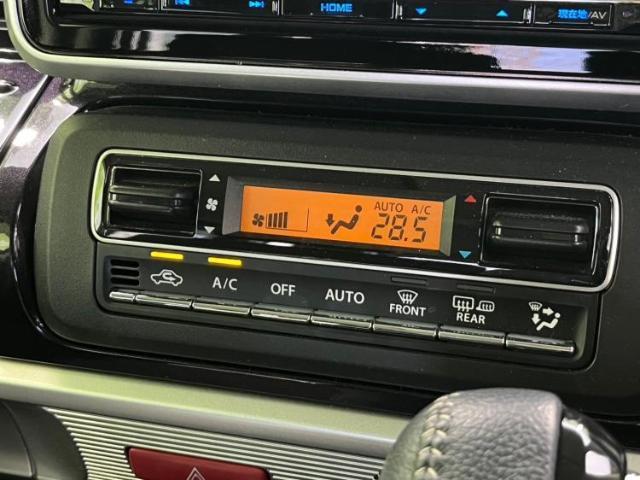 HOME
現在地/AV
AUTO A/C
28.5
A/C
OFF
AUTO
FRONT
REAR